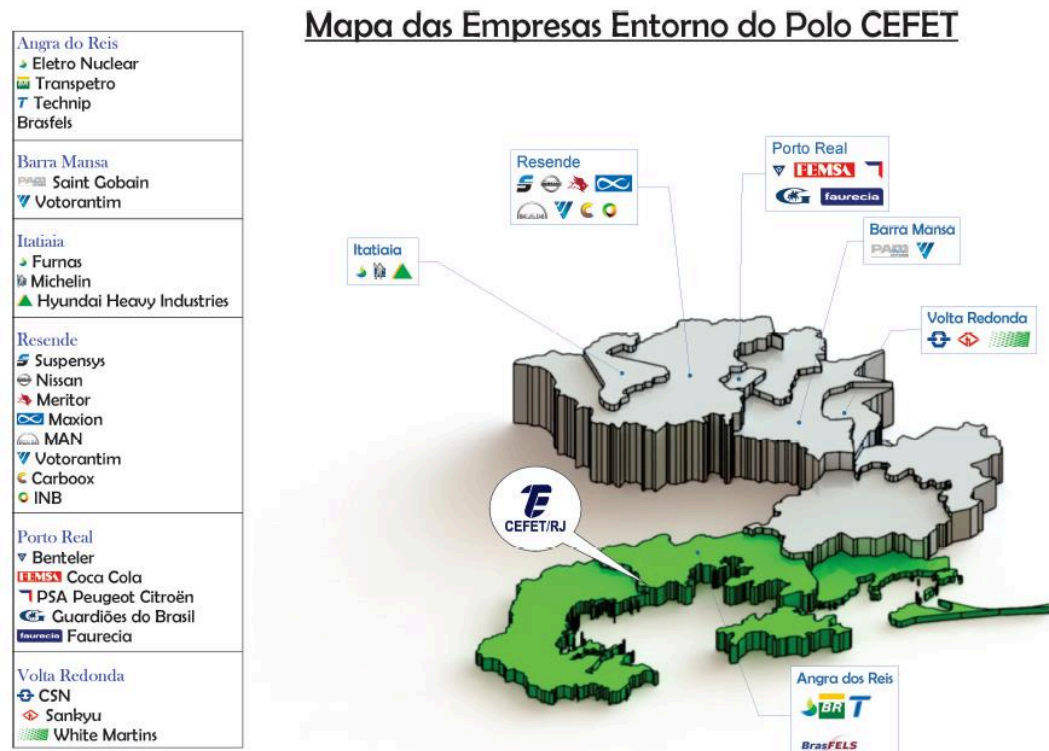 Mapa das Empresas Entorno do Polo CEFET
Angra do Reis
Eletro Nuclear
BR Transpetro
T Technip
Brasfels
Barra Mansa
PAM Saint Gobain
Votorantim
Itatiaia
Furnas
Michelin
Hyundai Heavy Industries
Resende
Suspensys
Nissan
Meritor
Maxion
MAN
Votorantim
Carboox
INB
Porto Real
Benteler
FEMSA Coca Cola
PSA Peugeot Citroën
Guardiões do Brasil
faurecia Faurecia
Volta Redonda
CSN
Sankyu
White Martins
Porto Real
FEMSA
faurecia
Resende
Barra Mansa
PAM
Itatiaia
Volta Redonda
CEFET/RJ
Angra dos Reis
BR T
BrasFELS